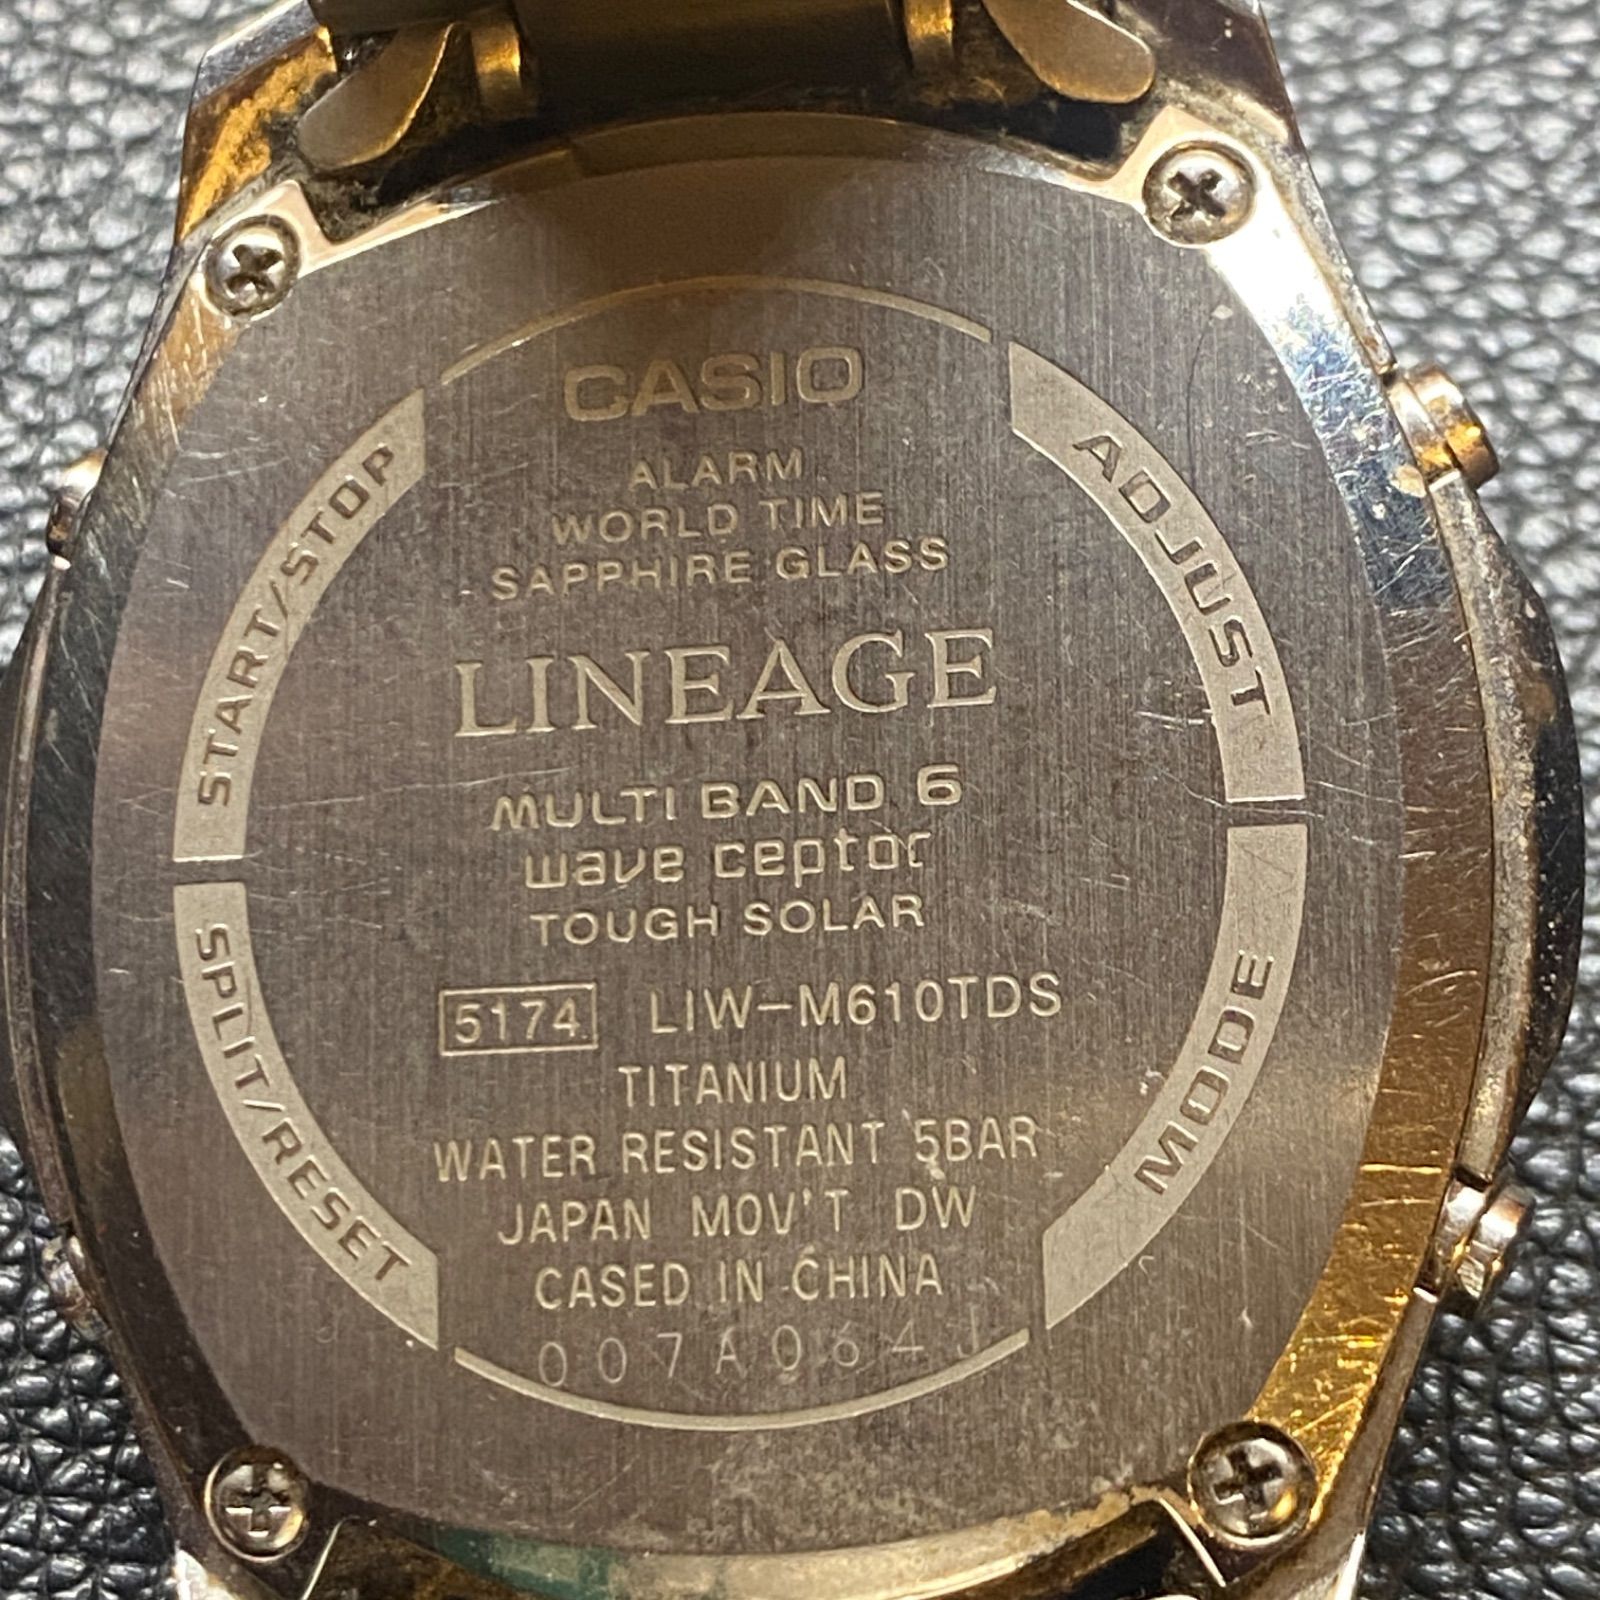 CASIO
ALARM
WORLD TIME
SAPPHIRE GLASS
LINEAGE
MULTI BAND 6
wave ceptor
TOUGH SOLAR
5174 LIW-M610TDS
TITANIUM
WATER RESISTANT 5BAR
JAPAN MOV'T DW
CASED IN CHINA
007A064J
START/STOP
SPLIT/RESET
ADJUST
MODE